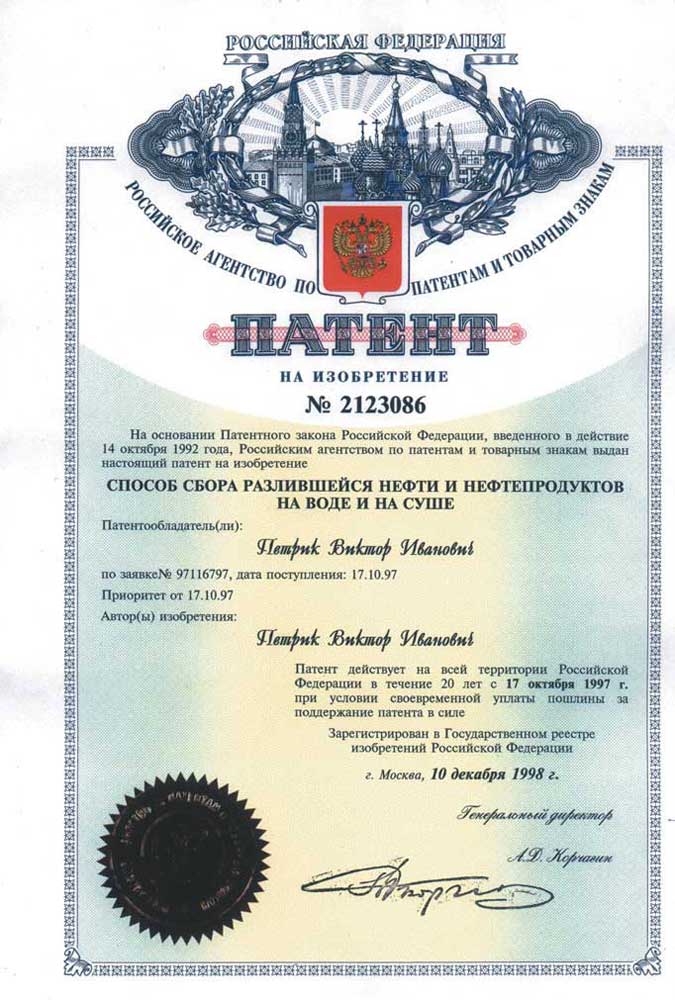 РОССИЙСКАЯ ФЕДЕРАЦИЯ
РОССИЙСКОЕ АГЕНТСТВО ПО ПАТЕНТАМ И ТОВАРНЫМ ЗНАКАМ
ПАТЕНТ
НА ИЗОБРЕТЕНИЕ
№ 2123086
На основании Патентного закона Российской Федерации, введенного в действие
14 октября 1992 года, Российским агентством по патентам и товарным знакам выдан
настоящий патент на изобретение
СПОСОБ СБОРА РАЗЛИВШЕЙСЯ НЕФТИ И НЕФТЕПРОДУКТОВ
НА ВОДЕ И НА СУШЕ
Патентообладатель(ли):
Петрик Виктор Иванович
по заявке№ 97116797, дата поступления: 17.10.97
Приоритет от 17.10.97
Автор(ы) изобретения:
Петрик Виктор Иванович
Патент действует на всей территории Российской
Федерации в течение 20 лет с 17 октября 1997 г.
при условии своевременной уплаты пошлины за
поддержание патента в силе
Зарегистрирован в Государственном реестре
изобретений Российской Федерации
г. Москва, 10 декабря 1998 г.
Генеральный директор
А.Д. Корчагин